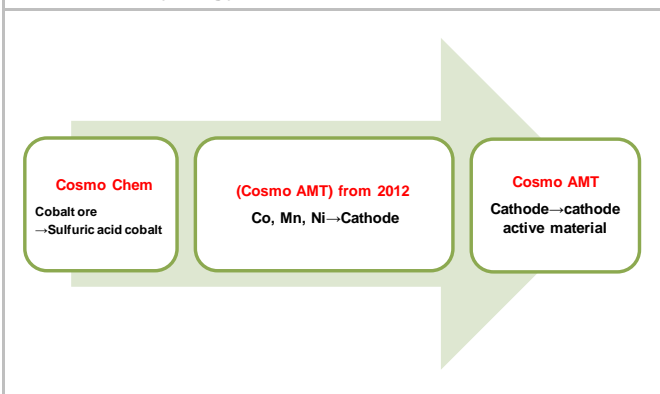 Cosmo Chem
Cobalt ore
→Sulfuric acid cobalt
(Cosmo AMT) from 2012
Co, Mn, Ni→Cathode
Cosmo AMT
Cathode→cathode
active material